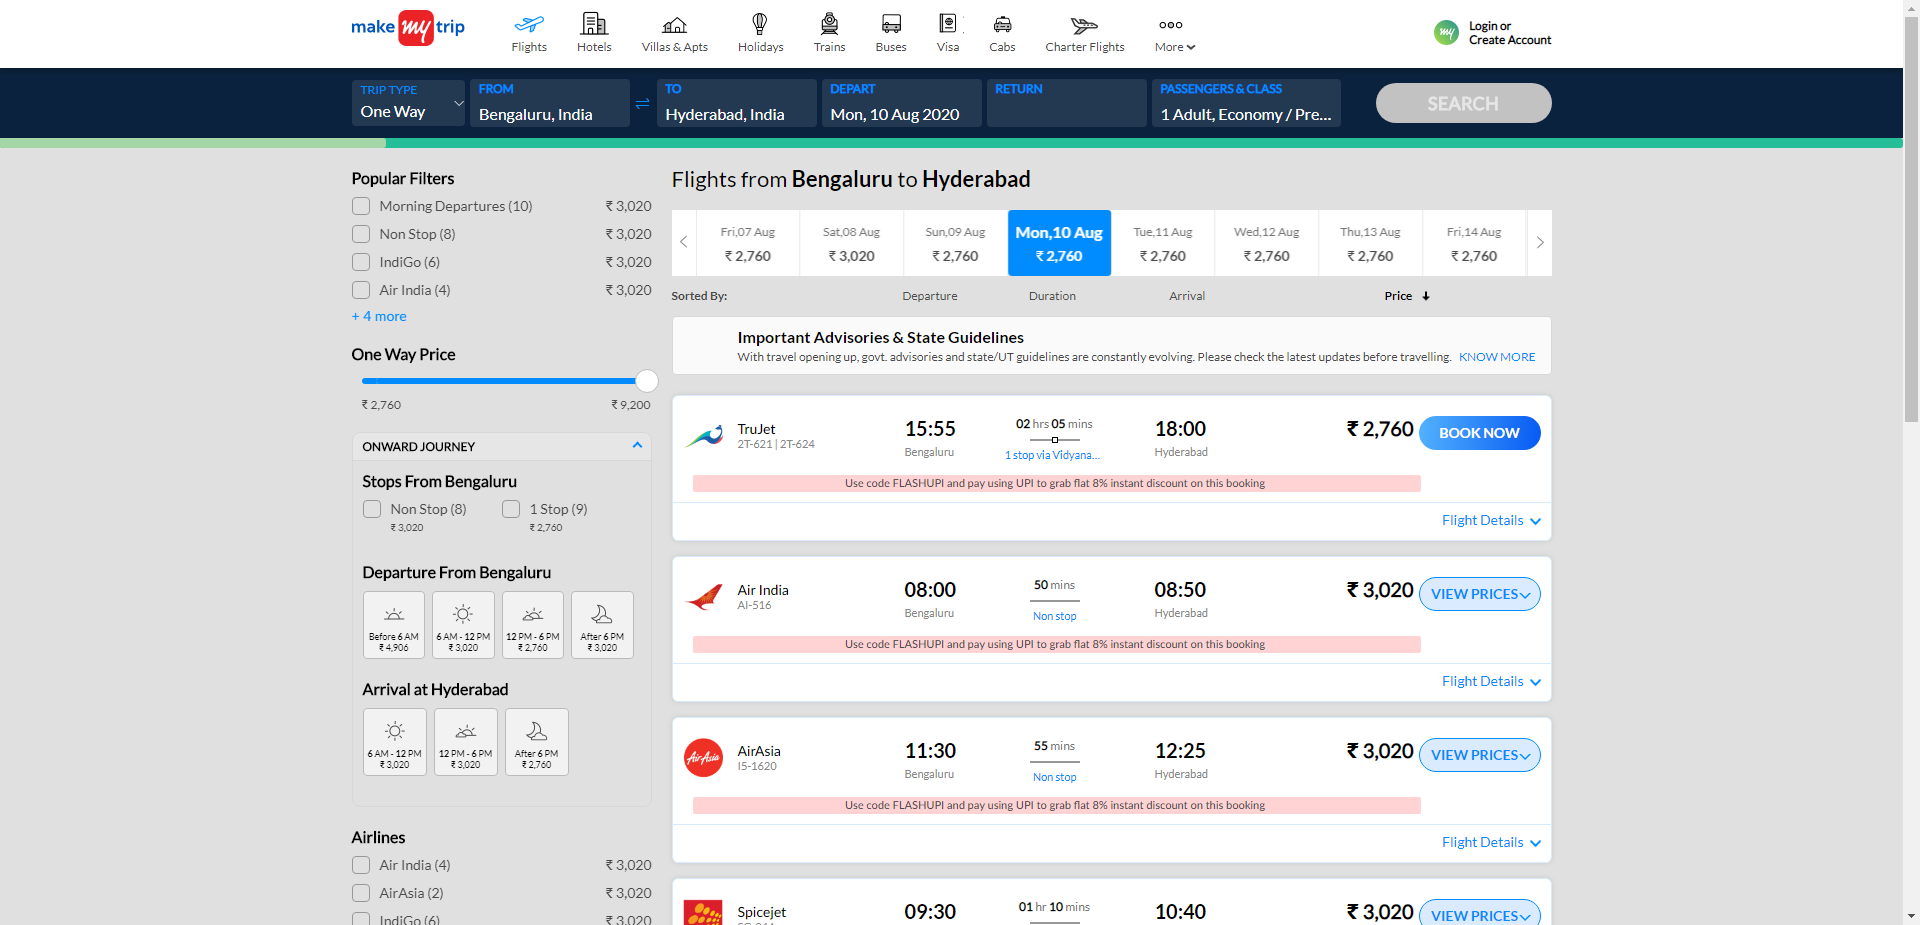 make my trip
Flights
Hotels
Villas & Apts
Holidays
Trains
Buses
Visa
Cabs
Charter Flights
More
my
Login or
Create Account
TRIP TYPE
One Way
FROM
Bengaluru, India
TO
Hyderabad, India
DEPART
Mon, 10 Aug 2020
RETURN
PASSENGERS & CLASS
1 Adult, Economy / Pre...
SEARCH
Popular Filters
Morning Departures (10) ₹ 3,020
Non Stop (8) ₹ 3,020
IndiGo (6) ₹ 3,020
Air India (4) ₹ 3,020
+ 4 more
One Way Price
₹ 2,760 ₹ 9,200
ONWARD JOURNEY
Stops From Bengaluru
Non Stop (8) 1 Stop (9)
₹ 3,020 ₹ 2,760
Departure From Bengaluru
Before 6 AM 6 AM - 12 PM 12 PM - 6 PM After 6 PM
₹ 4,906 ₹ 3,020 ₹ 2,760 ₹ 3,020
Arrival at Hyderabad
6 AM - 12 PM 12 PM - 6 PM After 6 PM
₹ 3,020 ₹ 3,020 ₹ 2,760
Airlines
Air India (4) ₹ 3,020
AirAsia (2) ₹ 3,020
IndiGo (6) ₹ 3,020
Flights from Bengaluru to Hyderabad
Fri,07 Aug Sat,08 Aug Sun,09 Aug Mon,10 Aug Tue,11 Aug Wed,12 Aug Thu,13 Aug Fri,14 Aug
₹ 2,760 ₹ 3,020 ₹ 2,760 ₹ 2,760 ₹ 2,760 ₹ 2,760 ₹ 2,760 ₹ 2,760
Sorted By: Departure Duration Arrival Price
Important Advisories & State Guidelines
With travel opening up, govt. advisories and state/UT guidelines are constantly evolving. Please check the latest updates before travelling. KNOW MORE
TruJet 15:55 02 hrs 05 mins 18:00 ₹ 2,760 BOOK NOW
2T-621 | 2T-624 Bengaluru 1 stop via Vidyana... Hyderabad
Use code FLASHUPI and pay using UPI to grab flat 8% instant discount on this booking
Flight Details
Air India 08:00 50 mins 08:50 ₹ 3,020 VIEW PRICES
AI-516 Bengaluru Non stop Hyderabad
Use code FLASHUPI and pay using UPI to grab flat 8% instant discount on this booking
Flight Details
AirAsia
AirAsia 11:30 55 mins 12:25 ₹ 3,020 VIEW PRICES
I5-1620 Bengaluru Non stop Hyderabad
Use code FLASHUPI and pay using UPI to grab flat 8% instant discount on this booking
Flight Details
Spicejet 09:30 01 hr 10 mins 10:40 ₹ 3,020 VIEW PRICES